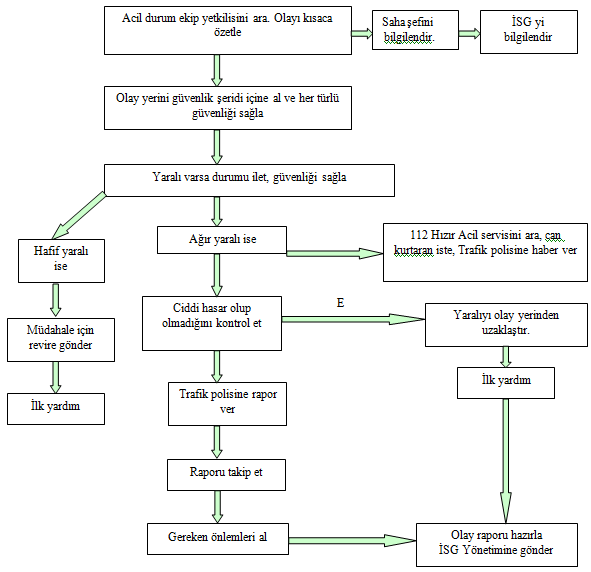 Acil durum ekip yetkilisini ara. Olayı kısaca
özetle
Saha şefini
bilgilendir.
İSG yi
bilgilendir
Olay yerini güvenlik şeridi içine al ve her türlü
güvenliği sağla
Yaralı varsa durumu ilet, güvenliği sağla
Hafif yaralı
ise
Ağır yaralı ise
112 Hızır Acil servisini ara, can
kurtaran iste, Trafik polisine haber ver
Müdahale için
revire gönder
Ciddi hasar olup
olmadığını kontrol et
E
Yaralıyı olay yerinden
uzaklaştır.
İlk yardım
Trafik polisine rapor
ver
İlk yardım
Raporu takip et
Gereken önlemleri al
Olay raporu hazırla
İSG Yönetimine gönder